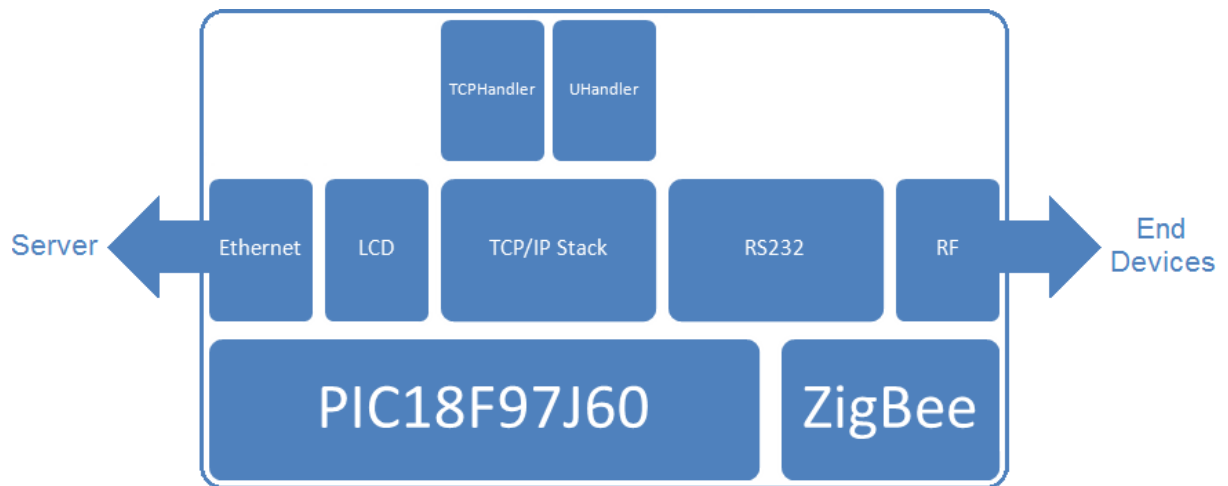 TCPHandler
UHandler
Server
Ethernet
LCD
TCP/IP Stack
RS232
RF
End
Devices
PIC18F97J60
ZigBee